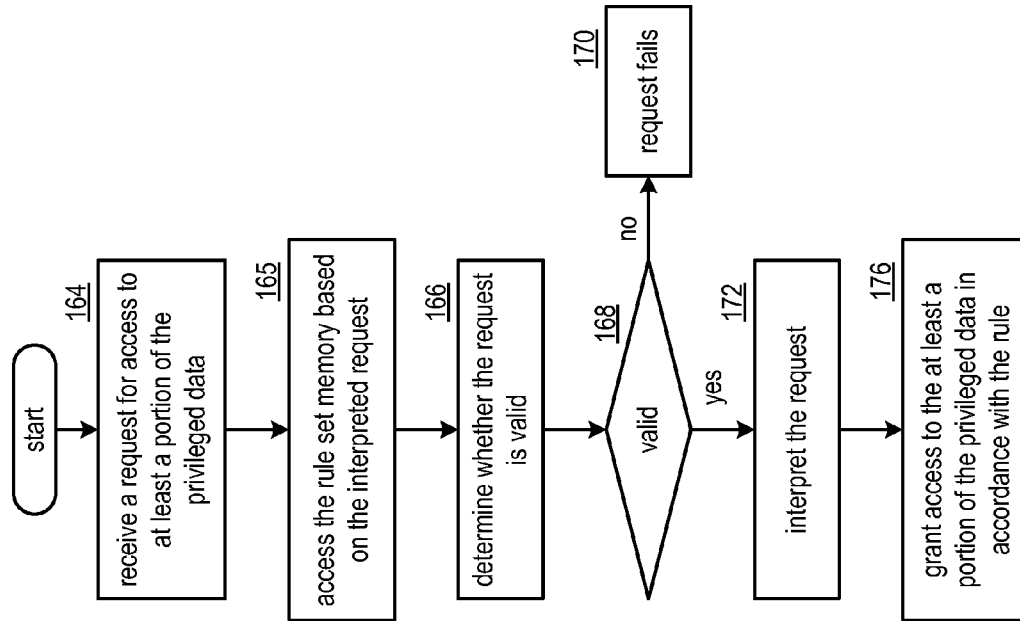 start
164
receive a request for access to
at least a portion of the
privileged data
165
access the rule set memory based
on the interpreted request
166
determine whether the request
is valid
168
valid
no
170
request fails
yes
172
interpret the request
176
grant access to the at least a
portion of the privileged data in
accordance with the rule